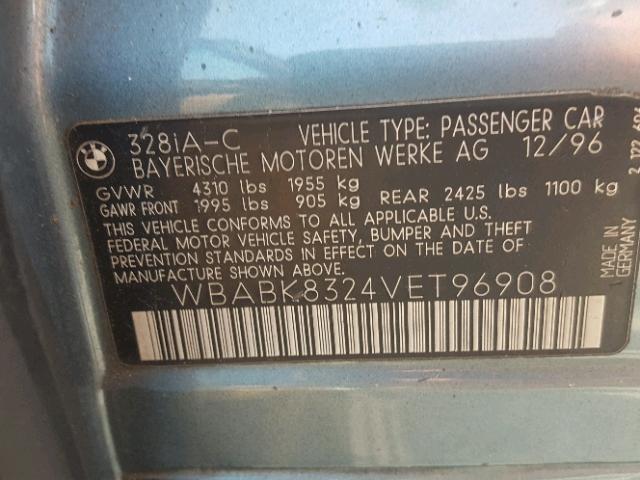 BMW
328iA-C VEHICLE TYPE: PASSENGER CAR
BAYERISCHE MOTOREN WERKE AG 12/96
GVWR 4310 lbs 1955 kg
GAWR FRONT 1995 lbs 905 kg REAR 2425 lbs 1100 kg
THIS VEHICLE CONFORMS TO ALL APPLICABLE U.S.
FEDERAL MOTOR VEHICLE SAFETY, BUMPER AND THEFT
PREVENTION STANDARDS IN EFFECT ON THE DATE OF
MANUFACTURE SHOWN ABOVE.
WBABK8324VET96908
MADE IN
GERMANY